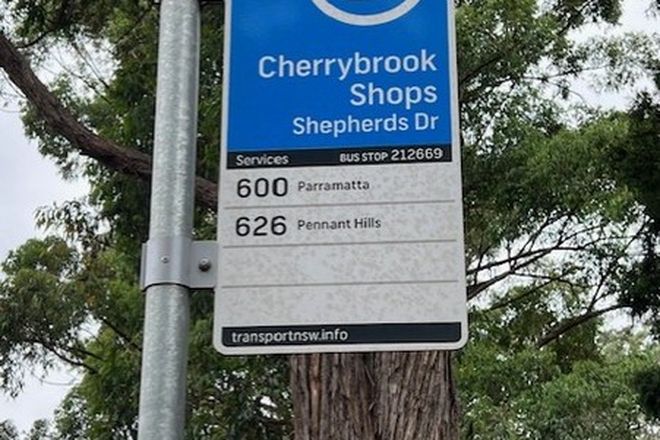 Cherrybrook
Shops
Shepherds Dr
Services BUS STOP 212669
600 Parramatta
626 Pennant Hills
transportnsw.info